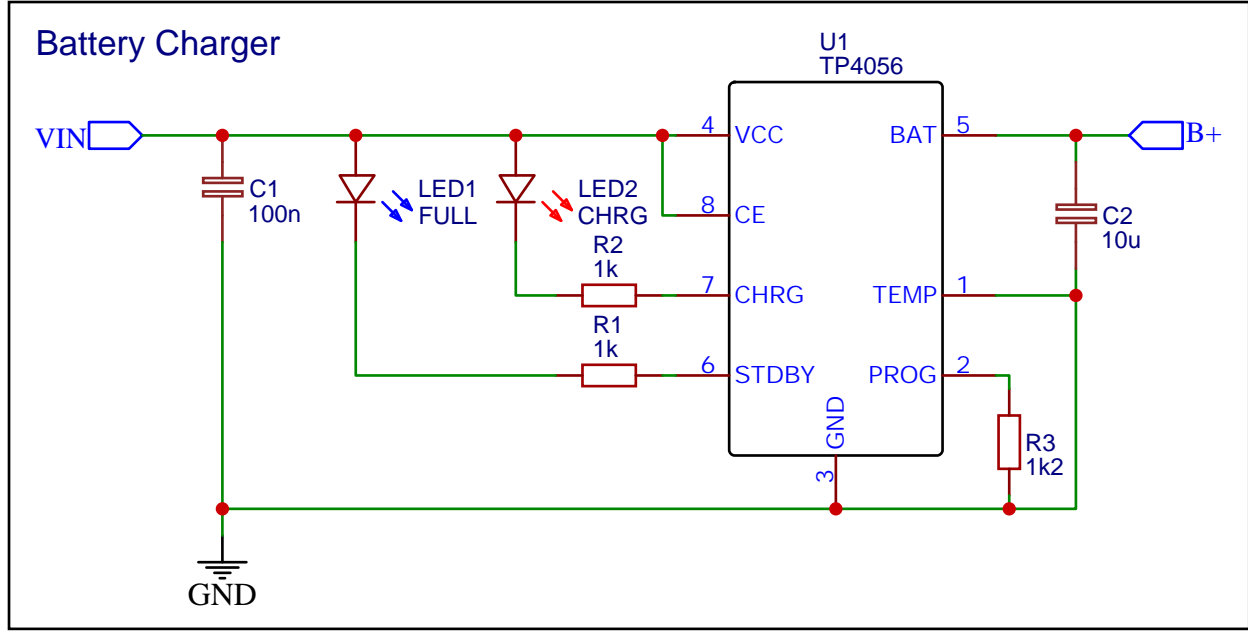 Battery Charger
U1
TP4056
VIN
4
VCC
BAT
5
B+
C1
100n
LED1
FULL
LED2
CHRG
8
CE
C2
10u
R2
1k
7
CHRG
TEMP
1
R1
1k
6
STDBY
PROG
2
GND
3
R3
1k2
GND